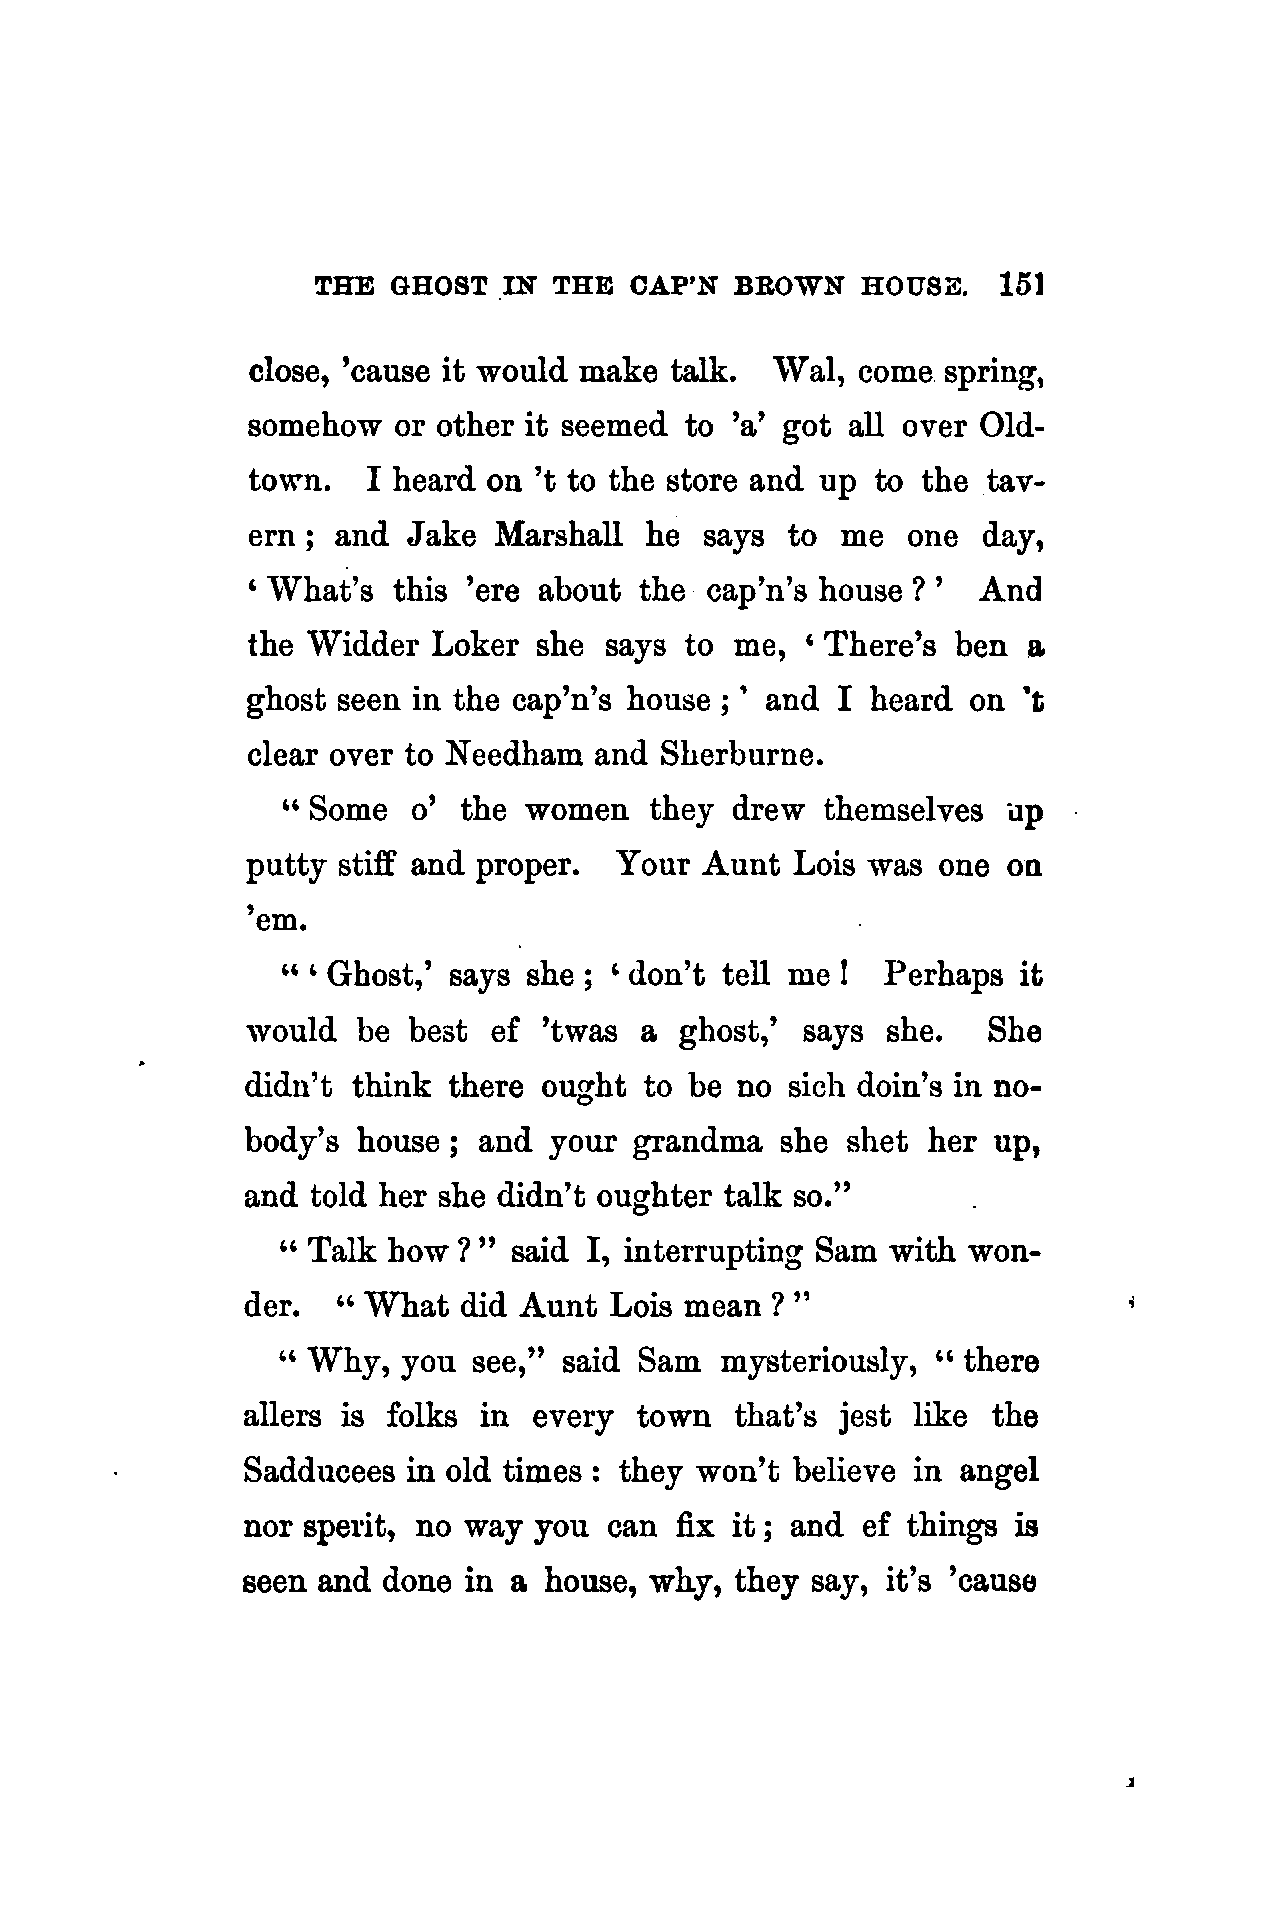 THE GHOST IN THE CAP'N BROWN HOUSE. 151
close, 'cause it would make talk. Wal, come spring,
somehow or other it seemed to 'a' got all over Old-
town. I heard on 't to the store and up to the tav-
ern; and Jake Marshall he says to me one day,
‘What's this 'ere about the cap'n's house?’ And
the Widder Loker she says to me, ‘There's ben a
ghost seen in the cap'n's house;’ and I heard on 't
clear over to Needham and Sherburne.
“Some o' the women they drew themselves up
putty stiff and proper. Your Aunt Lois was one on
'em.
“‘Ghost,’ says she; ‘don't tell me! Perhaps it
would be best ef 'twas a ghost,’ says she. She
didn't think there ought to be no sich doin's in no-
body's house; and your grandma she shet her up,
and told her she didn't oughter talk so.”
“Talk how?” said I, interrupting Sam with won-
der. “What did Aunt Lois mean?”
“Why, you see,” said Sam mysteriously, “there
allers is folks in every town that's jest like the
Sadducees in old times: they won't believe in angel
nor sperit, no way you can fix it; and ef things is
seen and done in a house, why, they say, it's 'cause